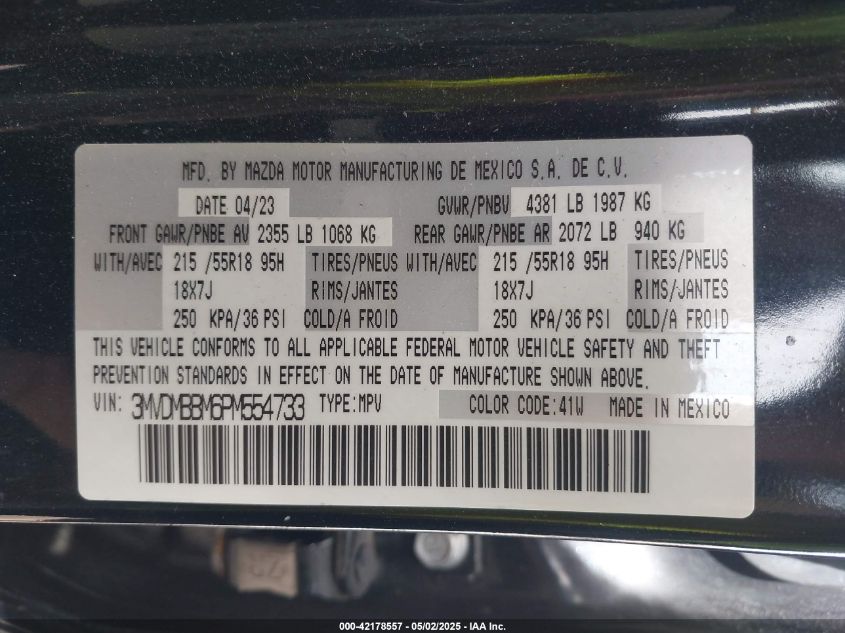 MFD. BY MAZDA MOTOR MANUFACTURING DE MEXICO S.A. DE C.V.
DATE 04/23 GVWR/PNBV 4381 LB 1987 KG
FRONT GAWR/PNBE AV 2355 LB 1068 KG REAR GAWR/PNBE AR 2072 LB 940 KG
WITH/AVEC 215 /55R18 95H TIRES/PNEUS WITH/AVEC 215 /55R18 95H TIRES/PNEUS
18X7J RIMS/JANTES 18X7J RIMS/JANTES
250 KPA/36 PSI COLD/A FROID 250 KPA/36 PSI COLD/A FROID
THIS VEHICLE CONFORMS TO ALL APPLICABLE FEDERAL MOTOR VEHICLE SAFETY AND THEFT
PREVENTION STANDARDS IN EFFECT ON THE DATE OF MANUFACTURE SHOWN ABOVE.
VIN: 3MVDMBBM6PM554733 TYPE:MPV COLOR CODE:41W MADE IN MEXICO
000-42178557 - 05/02/2025 - IAA Inc.